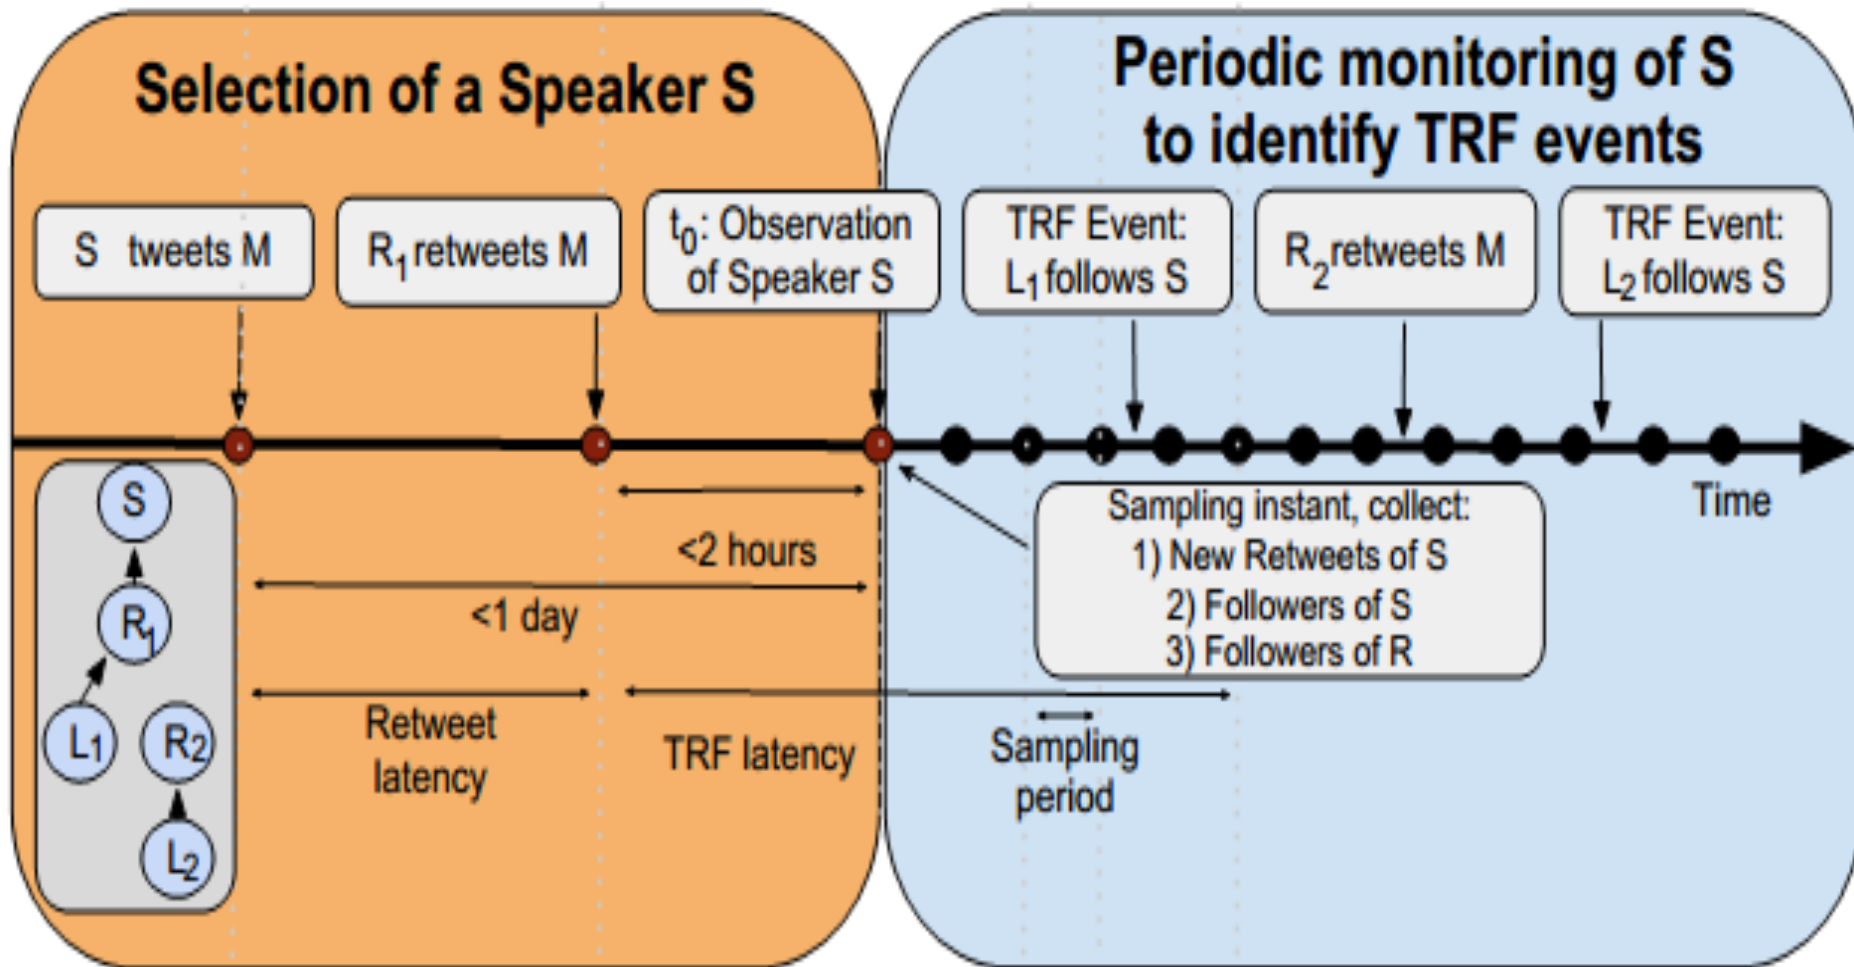 Selection of a Speaker S
Periodic monitoring of S
to identify TRF events
S tweets M
R₁ retweets M
t₀: Observation
of Speaker S
TRF Event:
L₁ follows S
R₂ retweets M
TRF Event:
L₂ follows S
Time
S
R₁
L₁
R₂
L₂
<2 hours
<1 day
Retweet
latency
TRF latency
Sampling
period
Sampling instant, collect:
1) New Retweets of S
2) Followers of S
3) Followers of R